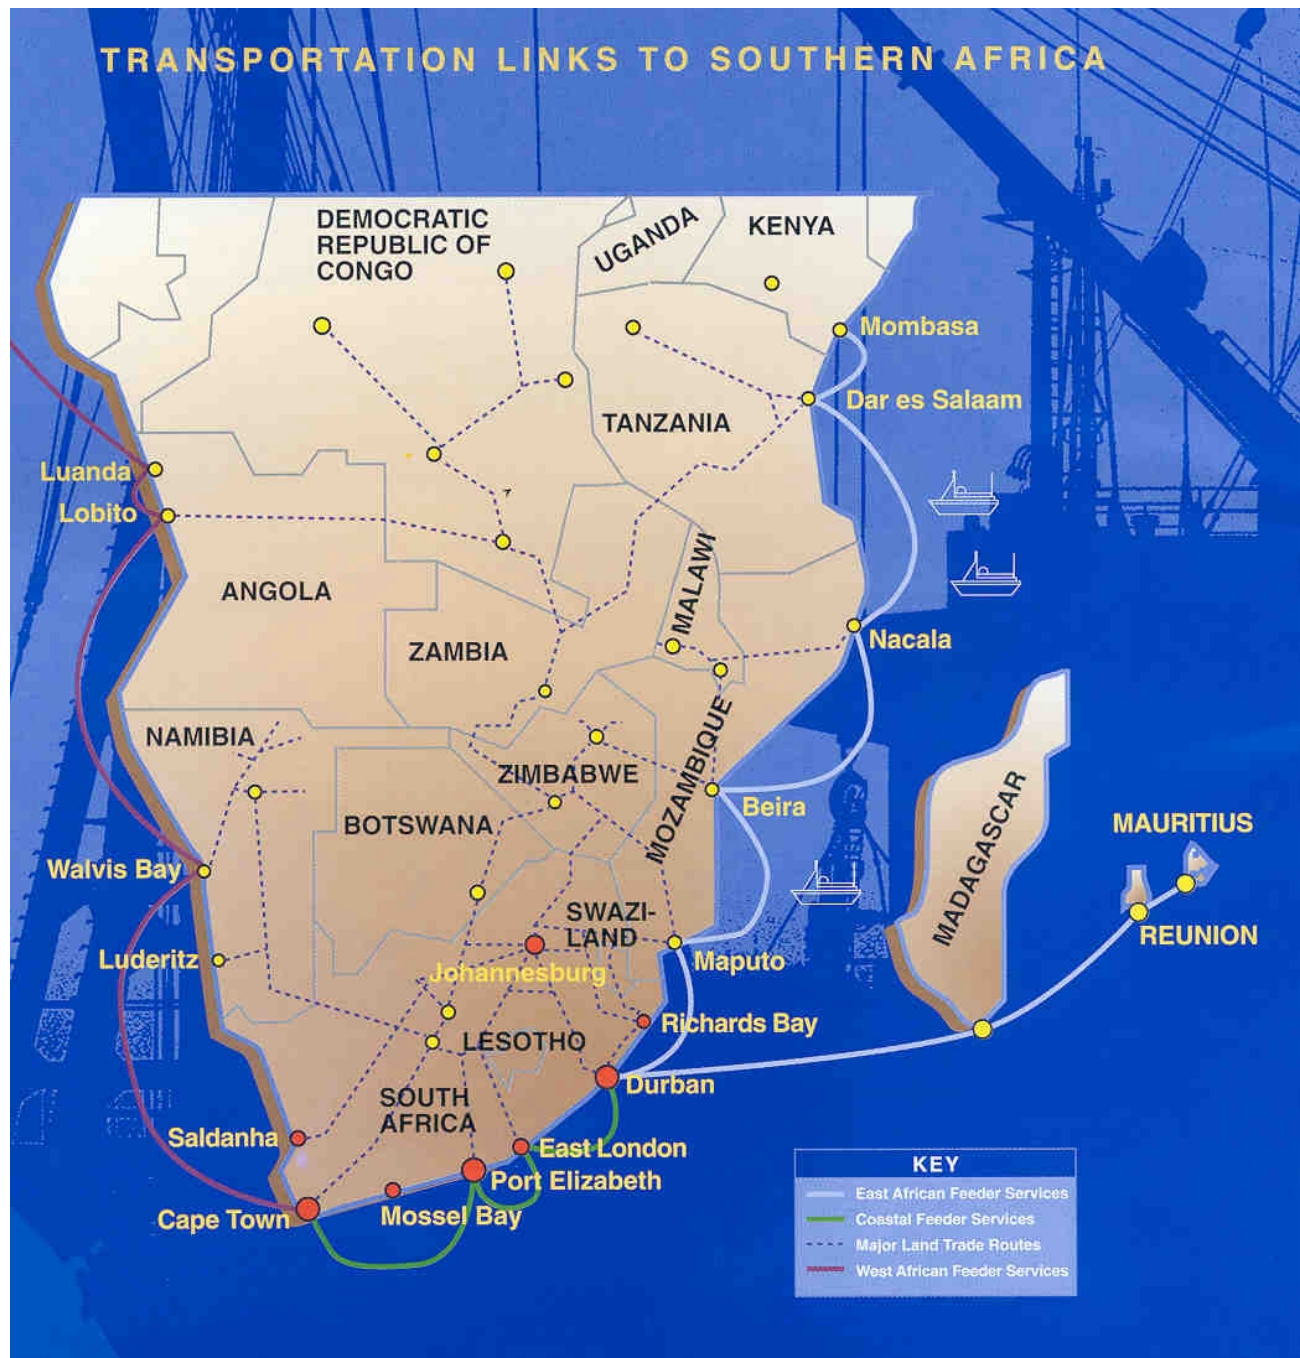 TRANSPORTATION LINKS TO SOUTHERN AFRICA
DEMOCRATIC
REPUBLIC OF
CONGO
UGANDA
KENYA
Mombasa
Dar es Salaam
TANZANIA
Luanda
Lobito
ANGOLA
MALAWI
ZAMBIA
Nacala
NAMIBIA
MOZAMBIQUE
ZIMBABWE
BOTSWANA
Beira
MADAGASCAR
MAURITIUS
Walvis Bay
SWAZI-
LAND
REUNION
Luderitz
Johannesburg
Maputo
Richards Bay
LESOTHO
Durban
SOUTH
AFRICA
Saldanha
East London
Port Elizabeth
Cape Town
Mossel Bay
KEY
East African Feeder Services
Coastal Feeder Services
Major Land Trade Routes
West African Feeder Services